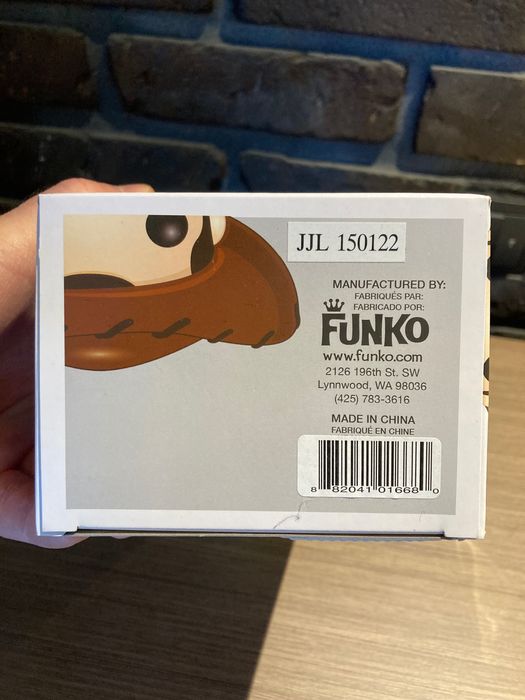 JJL 150122
MANUFACTURED BY:
FABRIQUÉS PAR:
FABRICADO POR:
FUNKO
www.funko.com
2126 196th St. SW
Lynnwood, WA 98036
(425) 783-3616
MADE IN CHINA
FABRIQUÉ EN CHINE
8 82041 01668 0